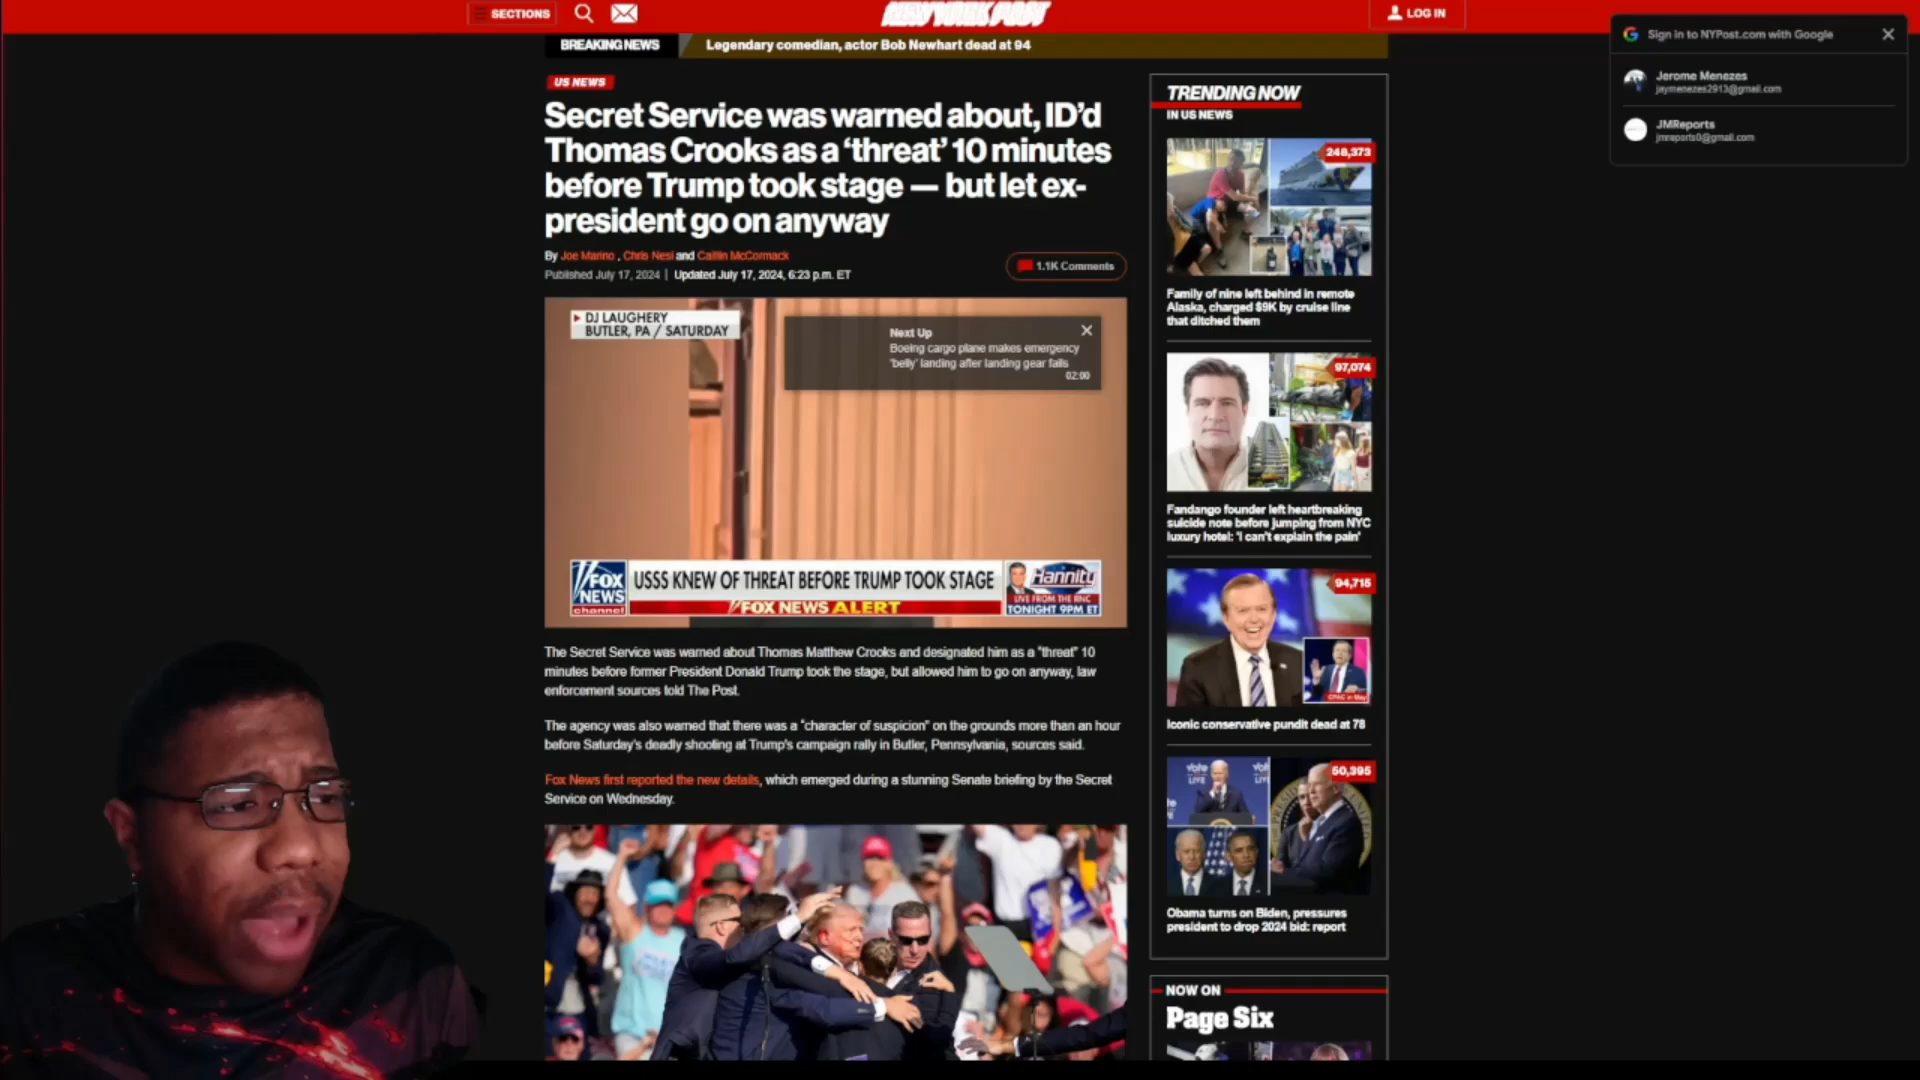 SECTIONS
NEW YORK POST
LOG IN
BREAKING NEWS
Legendary comedian, actor Bob Newhart dead at 94
Sign in to NYPost.com with Google
Jerome Menezes
jaymenezes2913@gmail.com
JMReports
jmreports0@gmail.com
US NEWS
Secret Service was warned about, ID’d
Thomas Crooks as a ‘threat’ 10 minutes
before Trump took stage — but let ex-
president go on anyway
By Joe Marino , Chris Nesi and Caitlin McCormack
Published July 17, 2024 | Updated July 17, 2024, 6:23 p.m. ET
1.1K Comments
DJ LAUGHERY
BUTLER, PA / SATURDAY
Next Up
Boeing cargo plane makes emergency
'belly' landing after landing gear fails
02:00
FOX
NEWS
channel
USSS KNEW OF THREAT BEFORE TRUMP TOOK STAGE
FOX NEWS ALERT
Hannity
LIVE FROM THE RNC
TONIGHT 9PM ET
The Secret Service was warned about Thomas Matthew Crooks and designated him as a “threat” 10
minutes before former President Donald Trump took the stage, but allowed him to go on anyway, law
enforcement sources told The Post.
The agency was also warned that there was a “character of suspicion” on the grounds more than an hour
before Saturday’s deadly shooting at Trump’s campaign rally in Butler, Pennsylvania, sources said.
Fox News first reported the new details, which emerged during a stunning Senate briefing by the Secret
Service on Wednesday.
TRENDING NOW
IN US NEWS
248,373
Family of nine left behind in remote
Alaska, charged $9K by cruise line
that ditched them
97,074
Fandango founder left heartbreaking
suicide note before jumping from NYC
luxury hotel: 'I can't explain the pain'
94,715
CPAC in May
Iconic conservative pundit dead at 78
50,395
vote
LIVE
Obama turns on Biden, pressures
president to drop 2024 bid: report
NOW ON
Page Six